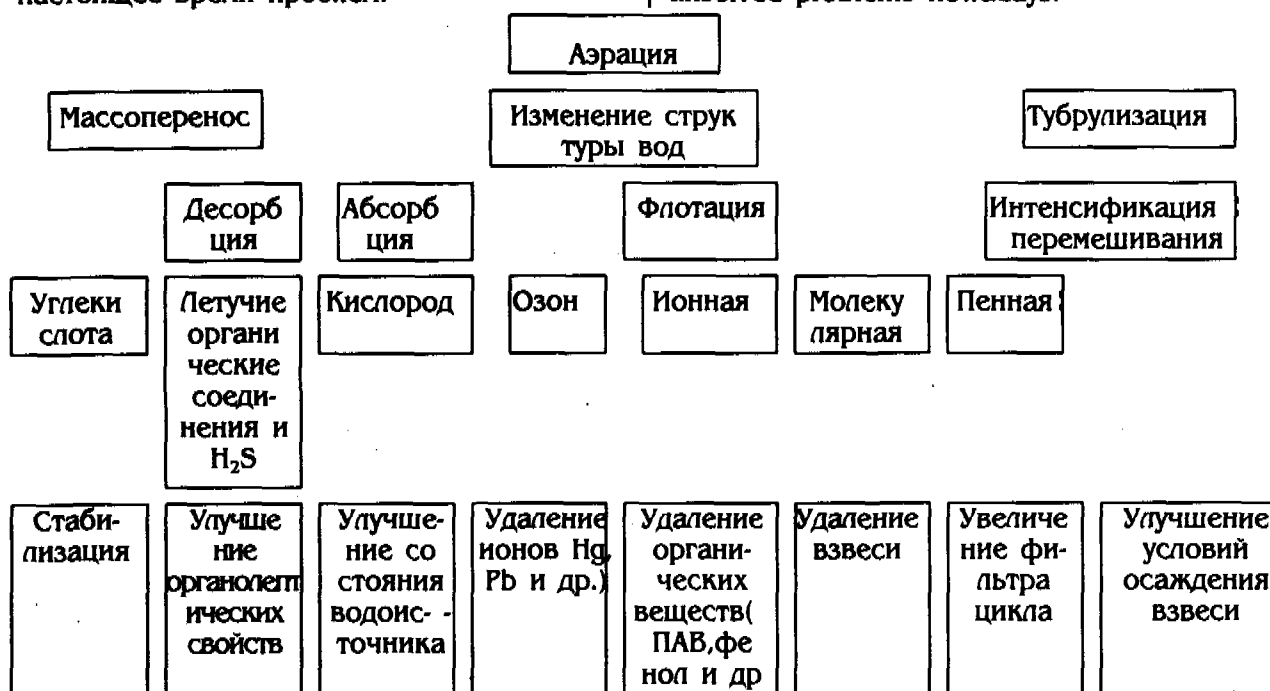 Аэрация
Массоперенос
Изменение струк
туры вод
Тубрулизация
Десорб
ция
Абсорб
ция
Флотация
Интенсификация
перемешивания
Углеки
слота
Летучие
органи
ческие
соеди-
нения и
H₂S
Кислород
Озон
Ионная
Молеку
лярная
Пенная
Стаби-
лизация
Улучше
ние
органолепт
ических
свойств
Улучше-
ние со
стояния
водоис-
точника
Удаление
ионов Hg,
Pb и др.)
Удаление
органи-
ческих
веществ(
ПАВ,фе
нол и др
Удаление
взвеси
Увеличе
ние фи-
льтра
цикла
Улучшение
условий
осаждения
взвеси